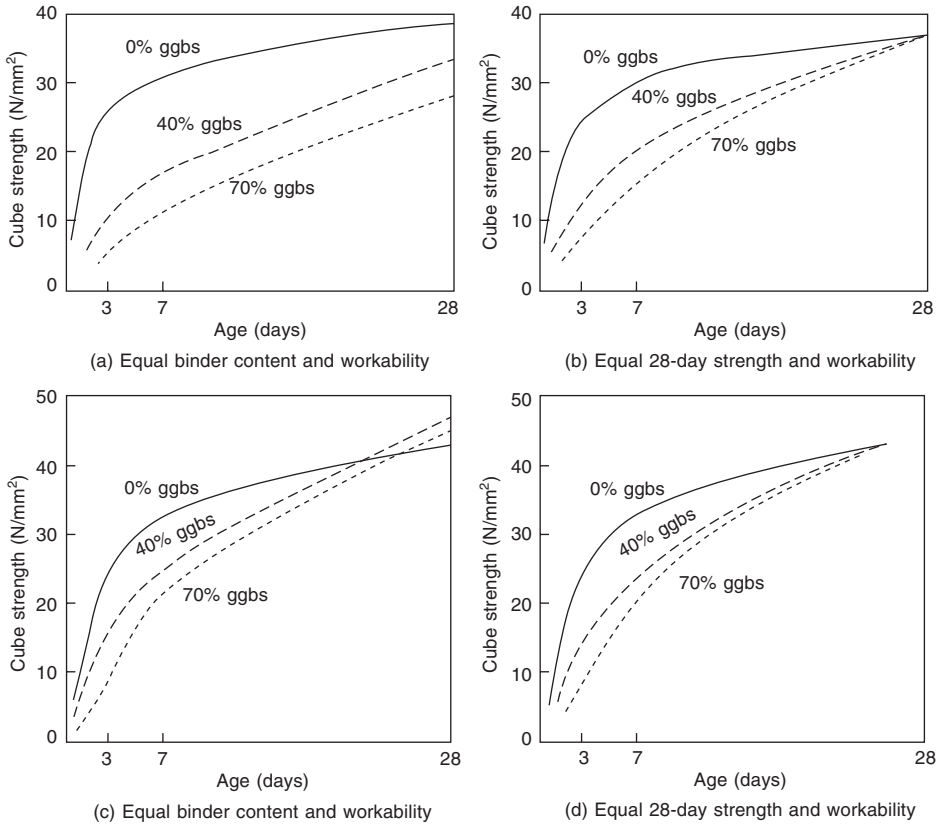 40
30
20
10
0
Cube strength (N/mm²)
0% ggbs
40% ggbs
70% ggbs
3
7
28
Age (days)
(a) Equal binder content and workability
40
30
20
10
0
Cube strength (N/mm²)
0% ggbs
40% ggbs
70% ggbs
3
7
28
Age (days)
(b) Equal 28-day strength and workability
50
40
30
20
10
0
Cube strength (N/mm²)
0% ggbs
40% ggbs
70% ggbs
3
7
28
Age (days)
(c) Equal binder content and workability
50
40
30
20
10
0
Cube strength (N/mm²)
0% ggbs
40% ggbs
70% ggbs
3
7
28
Age (days)
(d) Equal 28-day strength and workability